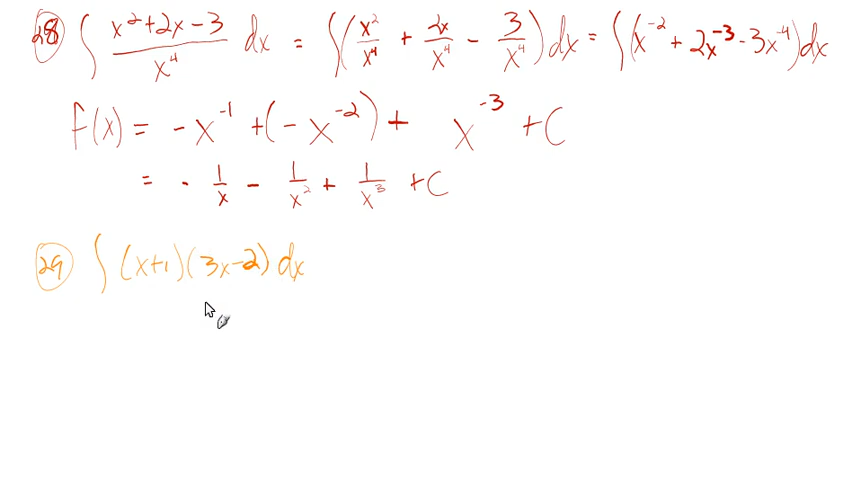 28 ∫ (x² + 2x - 3)/x⁴ dx = ∫(x²/x⁴ + 2x/x⁴ - 3/x⁴)dx = ∫(x⁻² + 2x⁻³ - 3x⁻⁴)dx
F(x) = -x⁻¹ + (-x⁻²) + x⁻³ + C
= - 1/x - 1/x² + 1/x³ + C
29 ∫ (x+1)(3x-2) dx